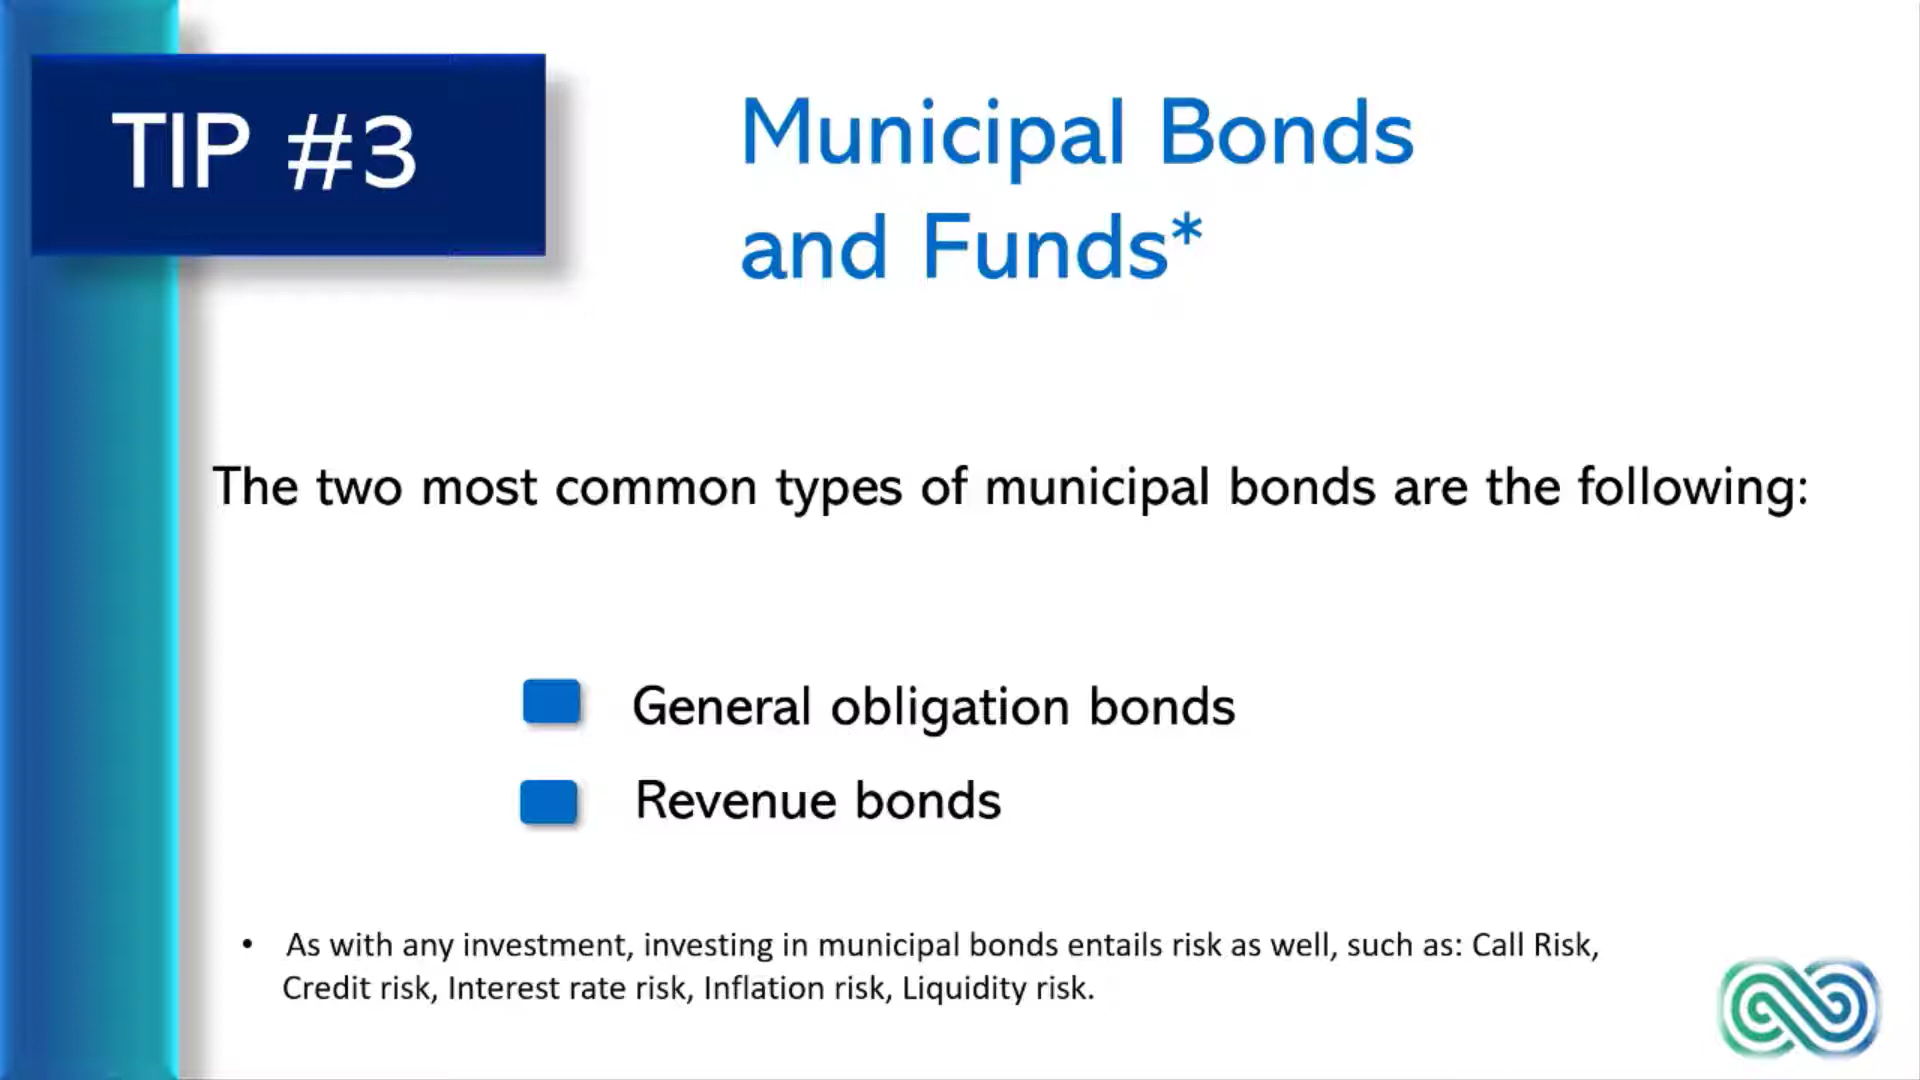 TIP #3
Municipal Bonds
and Funds*
The two most common types of municipal bonds are the following:
General obligation bonds
Revenue bonds
• As with any investment, investing in municipal bonds entails risk as well, such as: Call Risk,
Credit risk, Interest rate risk, Inflation risk, Liquidity risk.